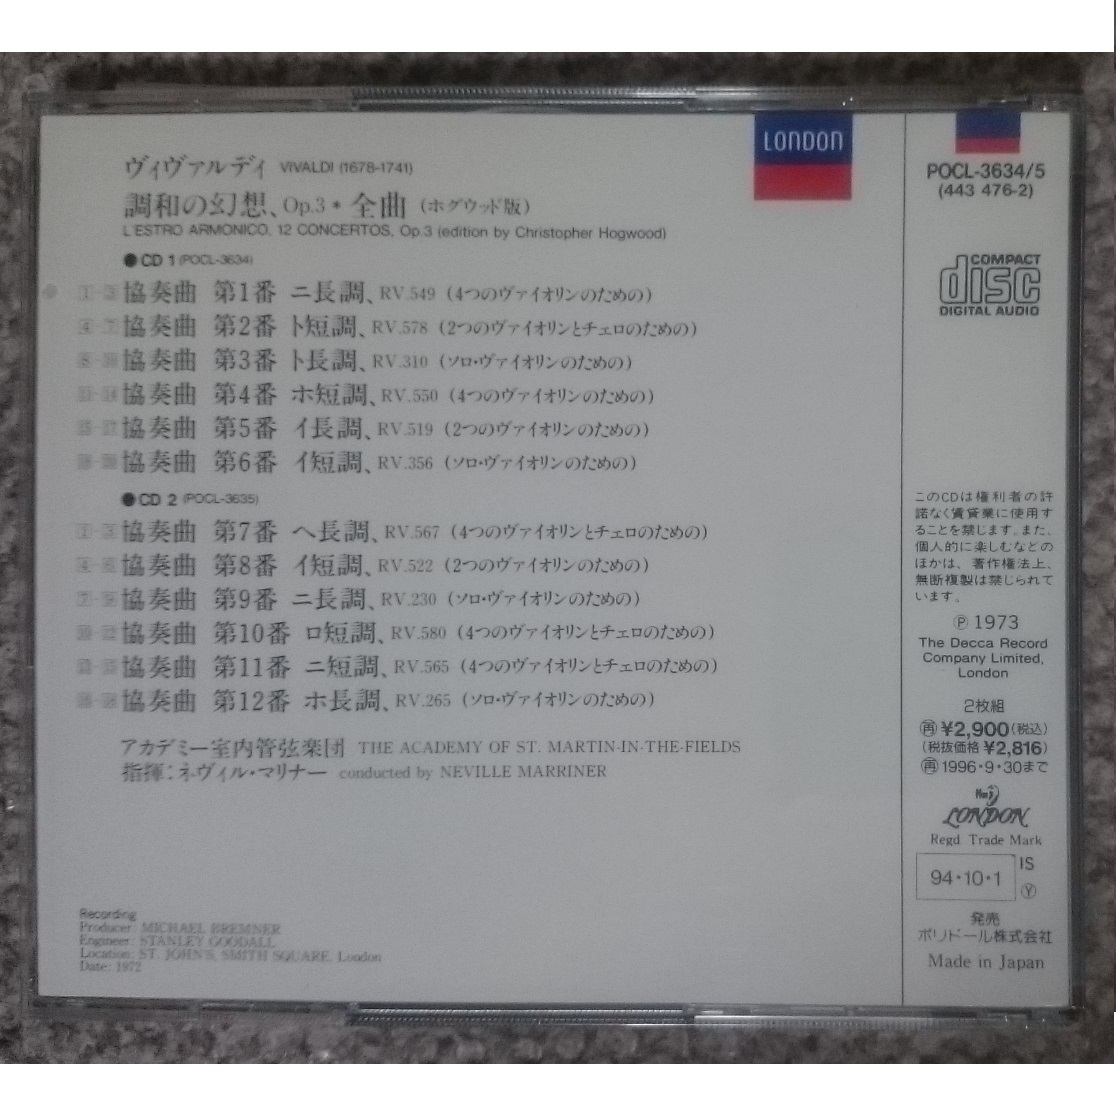 ヴィヴァルディ VIVALDI (1678-1741)
調和の幻想、Op.3＊全曲（ホグウッド版）
L'ESTRO ARMONICO, 12 CONCERTOS, Op.3 (edition by Christopher Hogwood)
●CD 1 (POCL-3634)
協奏曲 第1番 ニ長調、RV.549（4つのヴァイオリンのための）
協奏曲 第2番 ト短調、RV.578（2つのヴァイオリンとチェロのための）
協奏曲 第3番 ト長調、RV.310（ソロ・ヴァイオリンのための）
協奏曲 第4番 ホ短調、RV.550（4つのヴァイオリンのための）
協奏曲 第5番 イ長調、RV.519（2つのヴァイオリンのための）
協奏曲 第6番 イ短調、RV.356（ソロ・ヴァイオリンのための）
●CD 2 (POCL-3635)
協奏曲 第7番 ヘ長調、RV.567（4つのヴァイオリンとチェロのための）
協奏曲 第8番 イ短調、RV.522（2つのヴァイオリンのための）
協奏曲 第9番 ニ長調、RV.230（ソロ・ヴァイオリンのための）
協奏曲 第10番 ロ短調、RV.580（4つのヴァイオリンとチェロのための）
協奏曲 第11番 ニ短調、RV.565（4つのヴァイオリンとチェロのための）
協奏曲 第12番 ホ長調、RV.265（ソロ・ヴァイオリンのための）
アカデミー室内管弦楽団 THE ACADEMY OF ST. MARTIN-IN-THE-FIELDS
指揮：ネヴィル・マリナー conducted by NEVILLE MARRINER
Recording
Producer: MICHAEL BREMNER
Engineer: STANLEY GOODALL
Location: ST. JOHN'S, SMITH SQUARE, London
Date: 1972
LONDON
POCL-3634/5
(443 476-2)
COMPACT
disc
DIGITAL AUDIO
このCDは権利者の許
諾なく賃貸業に使用す
ることを禁じます。また、
個人的に楽しむなどの
ほかは、著作権法上、
無断複製は禁じられて
います。
Ⓟ 1973
The Decca Record
Company Limited,
London
2枚組
㊢¥2,900(税込)
(税抜価格 ¥2,816)
1996・9・30まで
LONDON
Regd. Trade Mark
94・10・1
IS
Ⓨ
発売
ポリドール株式会社
Made in Japan